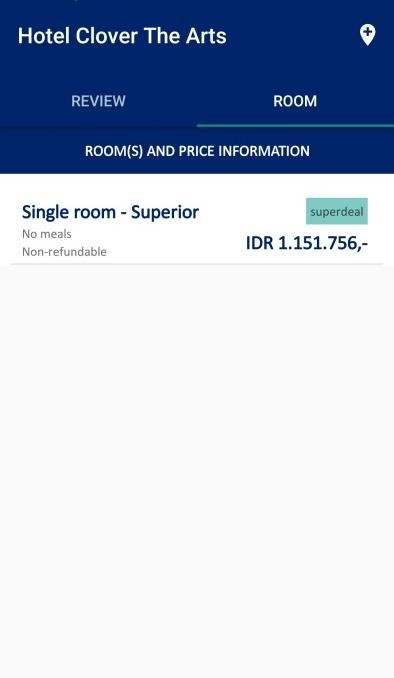 Hotel Clover The Arts
REVIEW
ROOM
ROOM(S) AND PRICE INFORMATION
Single room - Superior
superdeal
No meals
IDR 1.151.756,-
Non-refundable